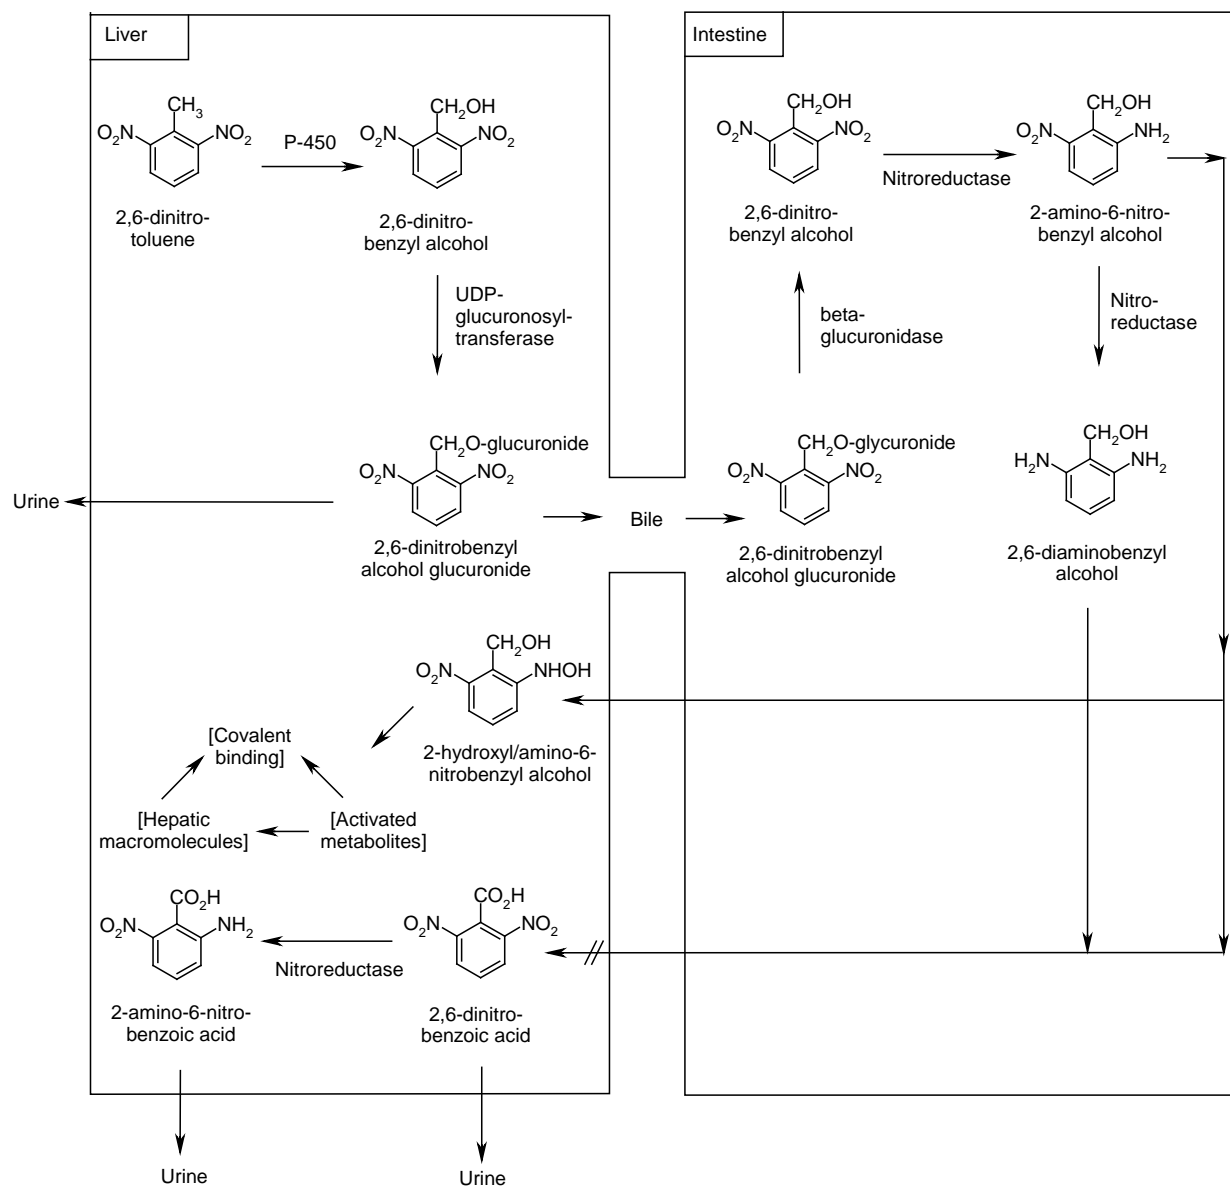 Liver
Intestine
CH3
O2N NO2
2,6-dinitro-
toluene
P-450
CH2OH
O2N NO2
2,6-dinitro-
benzyl alcohol
CH2OH
O2N NO2
2,6-dinitro-
benzyl alcohol
Nitroreductase
CH2OH
O2N NH2
2-amino-6-nitro-
benzyl alcohol
UDP-
glucuronosyl-
transferase
beta-
glucuronidase
Nitro-
reductase
Urine
CH2O-glucuronide
O2N NO2
2,6-dinitrobenzyl
alcohol glucuronide
Bile
CH2O-glycuronide
O2N NO2
2,6-dinitrobenzyl
alcohol glucuronide
CH2OH
H2N NH2
2,6-diaminobenzyl
alcohol
CH2OH
O2N NHOH
2-hydroxyl/amino-6-
nitrobenzyl alcohol
[Covalent
binding]
[Hepatic
macromolecules]
[Activated
metabolites]
CO2H
O2N NH2
2-amino-6-nitro-
benzoic acid
Nitroreductase
CO2H
O2N NO2
2,6-dinitro-
benzoic acid
Urine
Urine